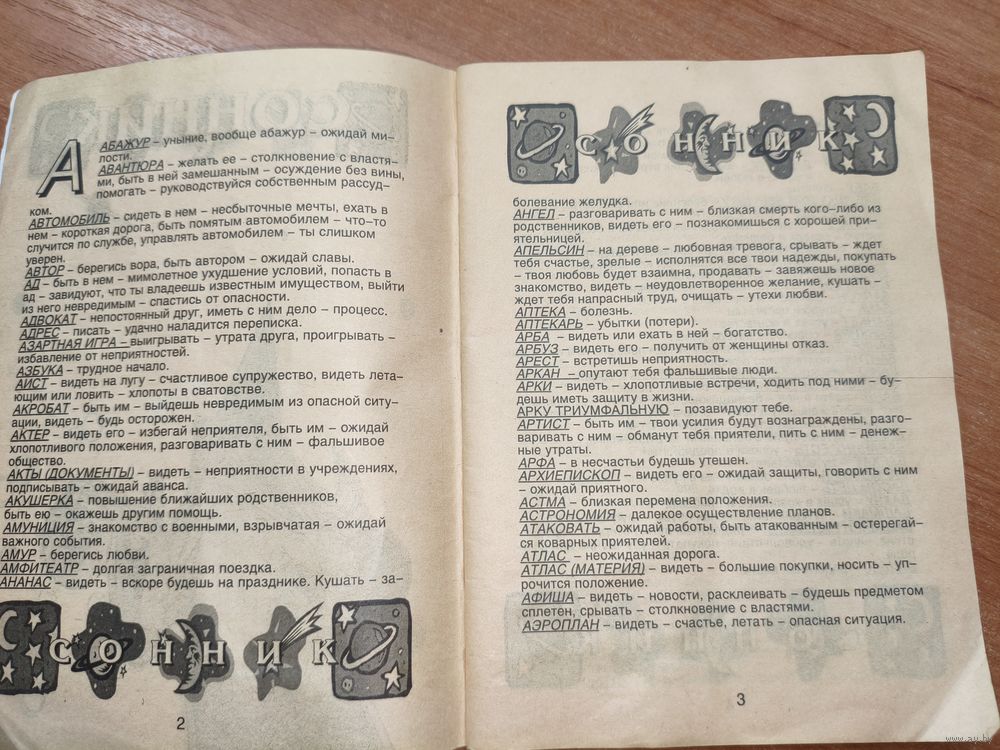 А
АБАЖУР – уныние, вообще абажур – ожидай ми-
лости.
АВАНТЮРА – желать ее – столкновение с властя-
ми, быть в ней замешанным – осуждение без вины,
помогать – руководствуйся собственным рассуд-
ком.
АВТОМОБИЛЬ – сидеть в нем – несбыточные мечты, ехать в
нем – короткая дорога, быть помятым автомобилем – что-то
случится по службе, управлять автомобилем – ты слишком
уверен.
АВТОР – берегись вора, быть автором – ожидай славы.
АД – быть в нем – мимолетное ухудшение условий, попасть в
ад – завидуют, что ты владеешь известным имуществом, выйти
из него невредимым – спастись от опасности.
АДВОКАТ – непостоянный друг, иметь с ним дело – процесс.
АДРЕС – писать – удачно наладится переписка.
АЗАРТНАЯ ИГРА – выигрывать – утрата друга, проигрывать –
избавление от неприятностей.
АЗБУКА – трудное начало.
АИСТ – видеть на лугу – счастливое супружество, видеть лета-
ющим или ловить – хлопоты в сватовстве.
АКРОБАТ – быть им – выйдешь невредимым из опасной ситу-
ации, видеть – будь осторожен.
АКТЕР – видеть его – избегай неприятеля, быть им – ожидай
хлопотливого положения, разговаривать с ним – фальшивое
общество.
АКТЫ (ДОКУМЕНТЫ) – видеть – неприятности в учреждениях,
подписывать – ожидай аванса.
АКУШЕРКА – повышение ближайших родственников,
быть ею – окажешь другим помощь.
АМУНИЦИЯ – знакомство с военными, взрывчатая – ожидай
важного события.
АМУР – берегись любви.
АМФИТЕАТР – долгая заграничная поездка.
АНАНАС – видеть – вскоре будешь на празднике. Кушать – за-
СОННИК
2
СОННИК
болевание желудка.
АНГЕЛ – разговаривать с ним – близкая смерть кого-либо из
родственников, видеть его – познакомишься с хорошей при-
ятельницей.
АПЕЛЬСИН – на дереве – любовная тревога, срывать – ждет
тебя счастье, зрелые – исполнятся все твои надежды, покупать
– твоя любовь будет взаимна, продавать – завяжешь новое
знакомство, видеть – неудовлетворенное желание, кушать –
ждет тебя напрасный труд, очищать – утехи любви.
АПТЕКА – болезнь.
АПТЕКАРЬ – убытки (потери).
АРБА – видеть или ехать в ней – богатство.
АРБУЗ – видеть его – получить от женщины отказ.
АРЕСТ – встретишь неприятность.
АРКАН – опутают тебя фальшивые люди.
АРКИ – видеть – хлопотливые встречи, ходить под ними – бу-
дешь иметь защиту в жизни.
АРКУ ТРИУМФАЛЬНУЮ – позавидуют тебе.
АРТИСТ – быть им – твои усилия будут вознаграждены, разго-
варивать с ним – обманут тебя приятели, пить с ним – денеж-
ные утраты.
АРФА – в несчастьи будешь утешен.
АРХИЕПИСКОП – видеть его – ожидай защиты, говорить с ним
– ожидай приятного.
АСТМА – близкая перемена положения.
АСТРОНОМИЯ – далекое осуществление планов.
АТАКОВАТЬ – ожидай работы, быть атакованным – остерегай-
ся коварных приятелей.
АТЛАС – неожиданная дорога.
АТЛАС (МАТЕРИЯ) – видеть – большие покупки, носить – уп-
рочится положение.
АФИША – видеть – новости, расклеивать – будешь предметом
сплетен, срывать – столкновение с властями.
АЭРОПЛАН – видеть – счастье, летать – опасная ситуация.
3
www.au.by